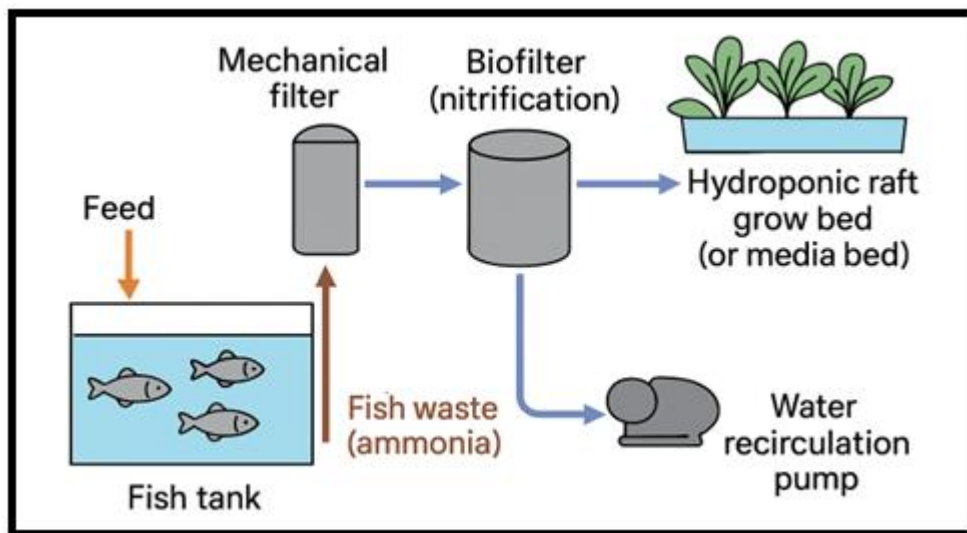 Mechanical
filter
Biofilter
(nitrification)
Feed
Hydroponic raft
grow bed
(or media bed)
Fish waste
(ammonia)
Water
recirculation
pump
Fish tank